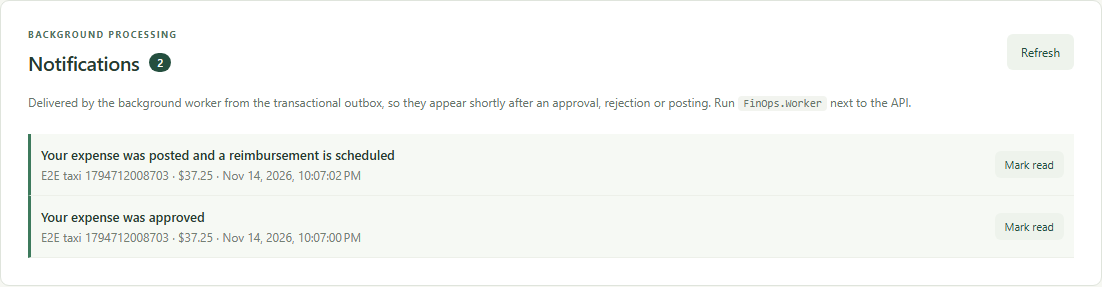 BACKGROUND PROCESSING
Notifications 2
Refresh
Delivered by the background worker from the transactional outbox, so they appear shortly after an approval, rejection or posting. Run FinOps.Worker next to the API.
Your expense was posted and a reimbursement is scheduled
E2E taxi 1794712008703 · $37.25 · Nov 14, 2026, 10:07:02 PM
Mark read
Your expense was approved
E2E taxi 1794712008703 · $37.25 · Nov 14, 2026, 10:07:00 PM
Mark read